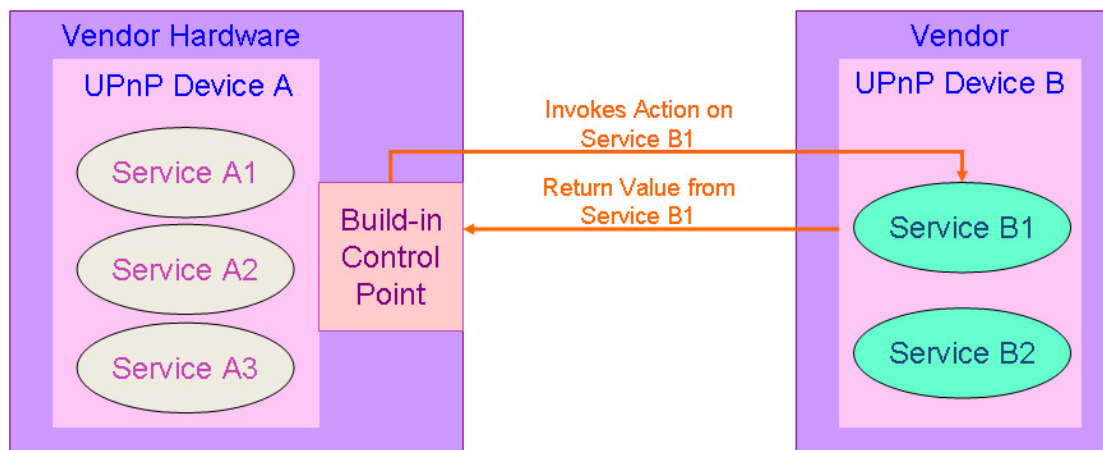 Vendor Hardware
UPnP Device A
Service A1
Service A2
Service A3
Build-in
Control
Point
Invokes Action on
Service B1
Return Value from
Service B1
Vendor
UPnP Device B
Service B1
Service B2